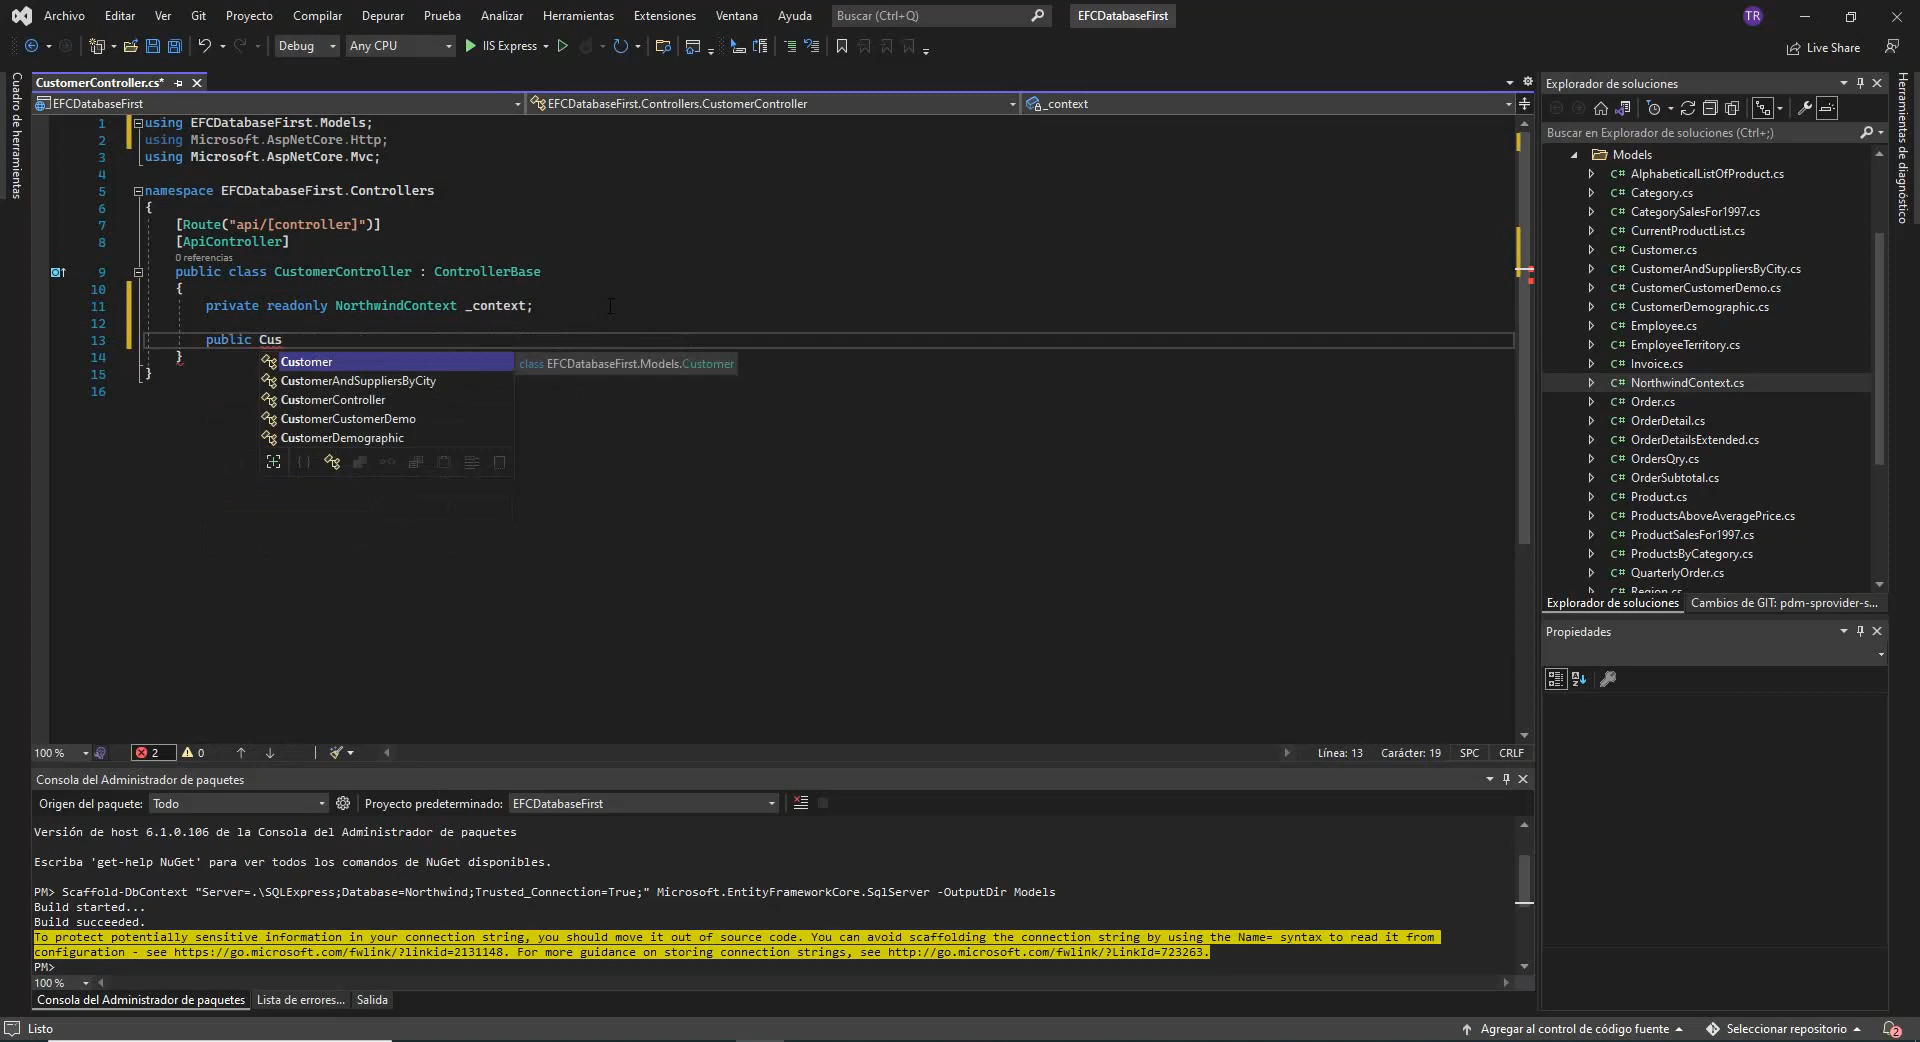 Archivo Editar Ver Git Proyecto Compilar Depurar Prueba Analizar Herramientas Extensiones Ventana Ayuda Buscar (Ctrl+Q) EFCDatabaseFirst TR
Debug Any CPU IIS Express Live Share
Cuadro de herramientas
CustomerController.cs*
EFCDatabaseFirst EFCDatabaseFirst.Controllers.CustomerController _context
1 using EFCDatabaseFirst.Models;
2 using Microsoft.AspNetCore.Http;
3 using Microsoft.AspNetCore.Mvc;
4
5 namespace EFCDatabaseFirst.Controllers
6 {
7 [Route("api/[controller]")]
8 [ApiController]
0 referencias
9 public class CustomerController : ControllerBase
10 {
11 private readonly NorthwindContext _context;
12
13 public Cus
14 }
15 }
16
Customer
CustomerAndSuppliersByCity
CustomerController
CustomerCustomerDemo
CustomerDemographic
class EFCDatabaseFirst.Models.Customer
100 % 2 0 Línea: 13 Carácter: 19 SPC CRLF
Consola del Administrador de paquetes
Origen del paquete: Todo Proyecto predeterminado: EFCDatabaseFirst
Versión de host 6.1.0.106 de la Consola del Administrador de paquetes
Escriba 'get-help NuGet' para ver todos los comandos de NuGet disponibles.
PM> Scaffold-DbContext "Server=.\SQLExpress;Database=Northwind;Trusted_Connection=True;" Microsoft.EntityFrameworkCore.SqlServer -OutputDir Models
Build started...
Build succeeded.
To protect potentially sensitive information in your connection string, you should move it out of source code. You can avoid scaffolding the connection string by using the Name= syntax to read it from
configuration - see https://go.microsoft.com/fwlink/?linkid=2131148. For more guidance on storing connection strings, see http://go.microsoft.com/fwlink/?LinkId=723263.
PM>
100 %
Consola del Administrador de paquetes Lista de errores... Salida
Explorador de soluciones
Buscar en Explorador de soluciones (Ctrl+;)
Models
C# AlphabeticalListOfProduct.cs
C# Category.cs
C# CategorySalesFor1997.cs
C# CurrentProductList.cs
C# Customer.cs
C# CustomerAndSuppliersByCity.cs
C# CustomerCustomerDemo.cs
C# CustomerDemographic.cs
C# Employee.cs
C# EmployeeTerritory.cs
C# Invoice.cs
C# NorthwindContext.cs
C# Order.cs
C# OrderDetail.cs
C# OrderDetailsExtended.cs
C# OrdersQry.cs
C# OrderSubtotal.cs
C# Product.cs
C# ProductsAboveAveragePrice.cs
C# ProductSalesFor1997.cs
C# ProductsByCategory.cs
C# QuarterlyOrder.cs
C# Region.cs
Explorador de soluciones Cambios de GIT: pdm-sprovider-s...
Propiedades
Herramientas de diagnóstico
Listo Agregar al control de código fuente Seleccionar repositorio 2